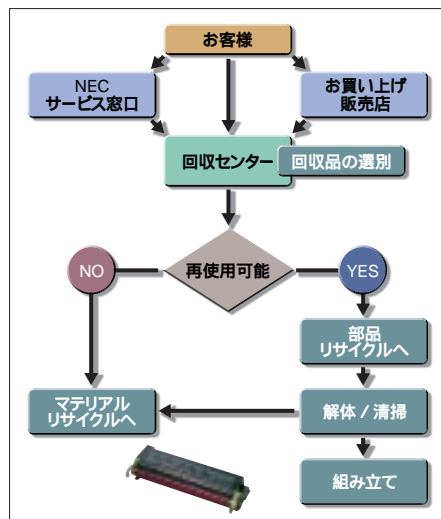 お客様
NEC
サービス窓口
お買い上げ
販売店
回収センター
回収品の選別
再使用可能
NO
YES
部品
リサイクルへ
マテリアル
リサイクルへ
解体 / 清掃
組み立て